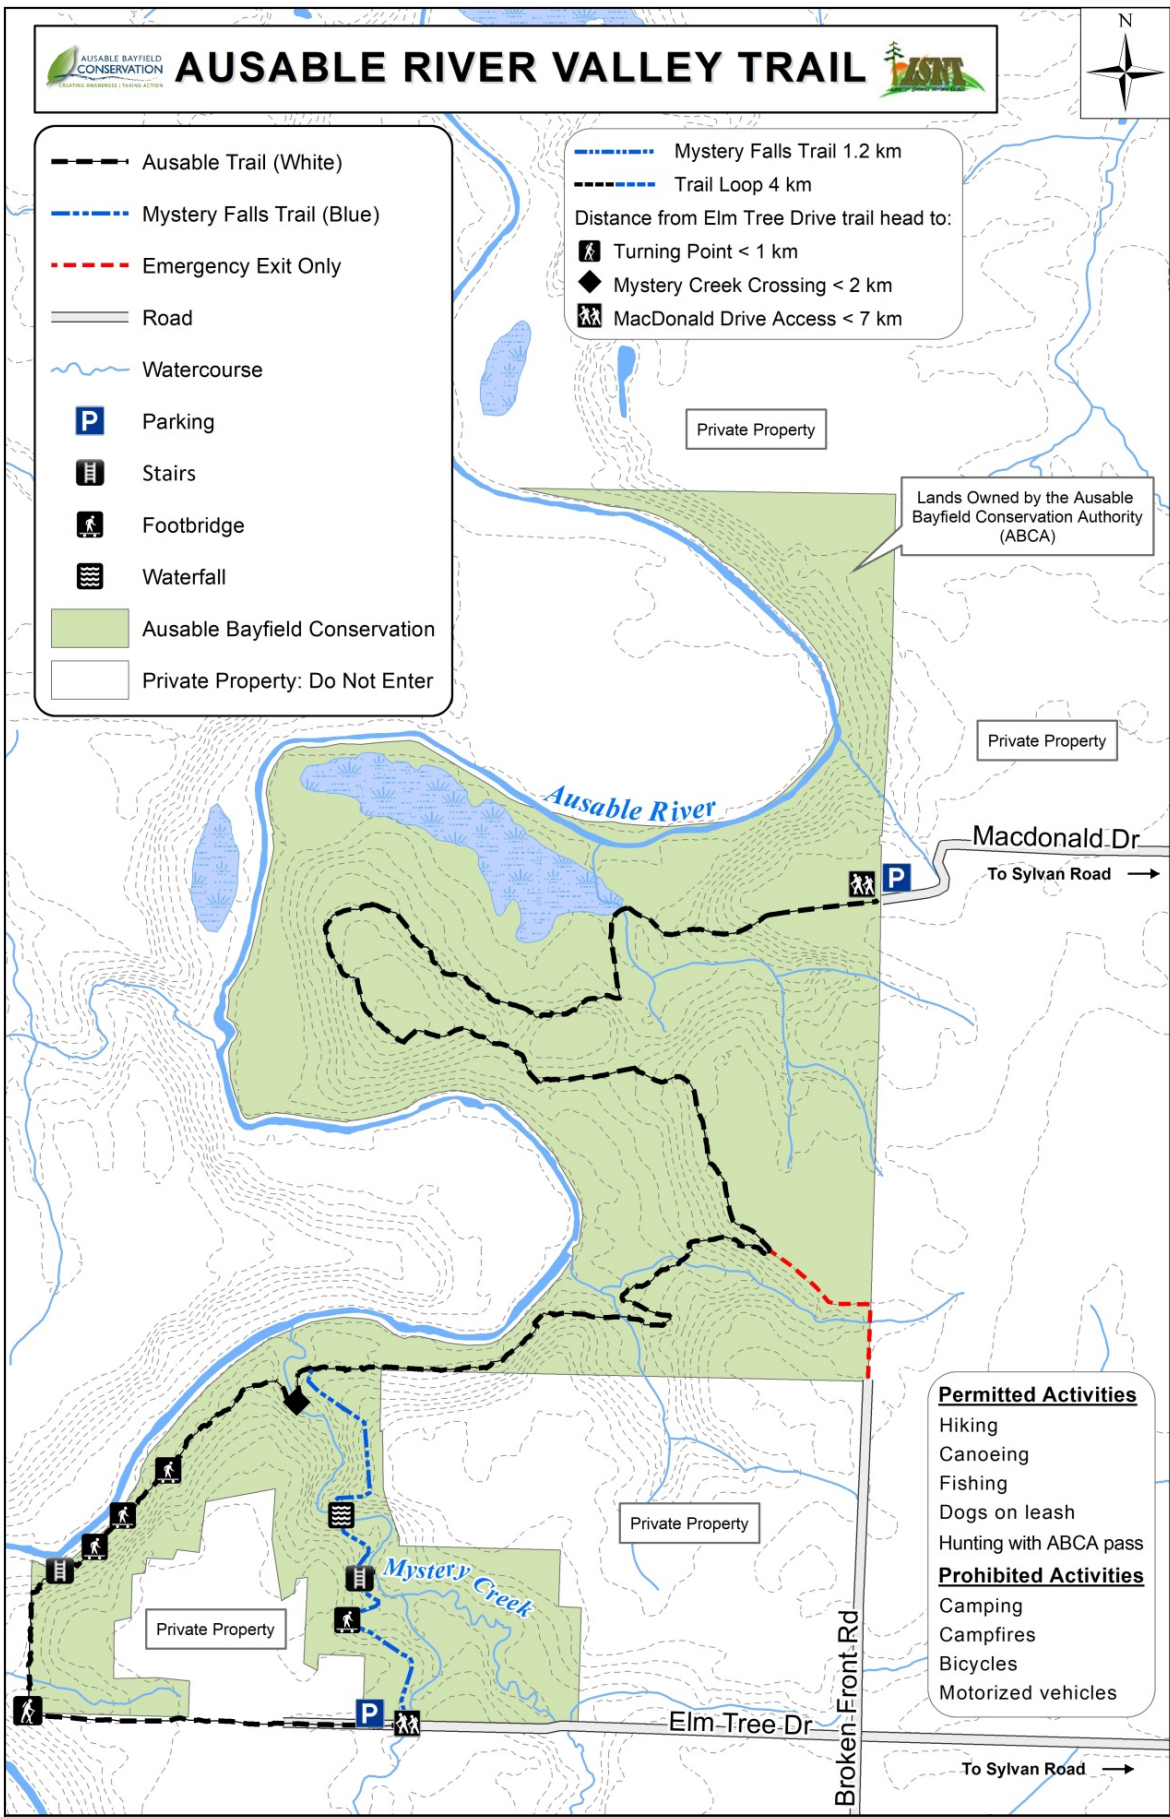 AUSABLE BAYFIELD
CONSERVATION
CREATING AWARENESS | TAKING ACTION
AUSABLE RIVER VALLEY TRAIL
N
Ausable Trail (White)
Mystery Falls Trail (Blue)
Emergency Exit Only
Road
Watercourse
P Parking
Stairs
Footbridge
Waterfall
Ausable Bayfield Conservation
Private Property: Do Not Enter
Mystery Falls Trail 1.2 km
Trail Loop 4 km
Distance from Elm Tree Drive trail head to:
Turning Point < 1 km
Mystery Creek Crossing < 2 km
MacDonald Drive Access < 7 km
Private Property
Lands Owned by the Ausable
Bayfield Conservation Authority
(ABCA)
Private Property
Ausable River
Macdonald Dr
To Sylvan Road
P
Permitted Activities
Hiking
Canoeing
Fishing
Dogs on leash
Hunting with ABCA pass
Prohibited Activities
Camping
Campfires
Bicycles
Motorized vehicles
Private Property
Mystery Creek
Private Property
P
Elm Tree Dr
Broken Front Rd
To Sylvan Road